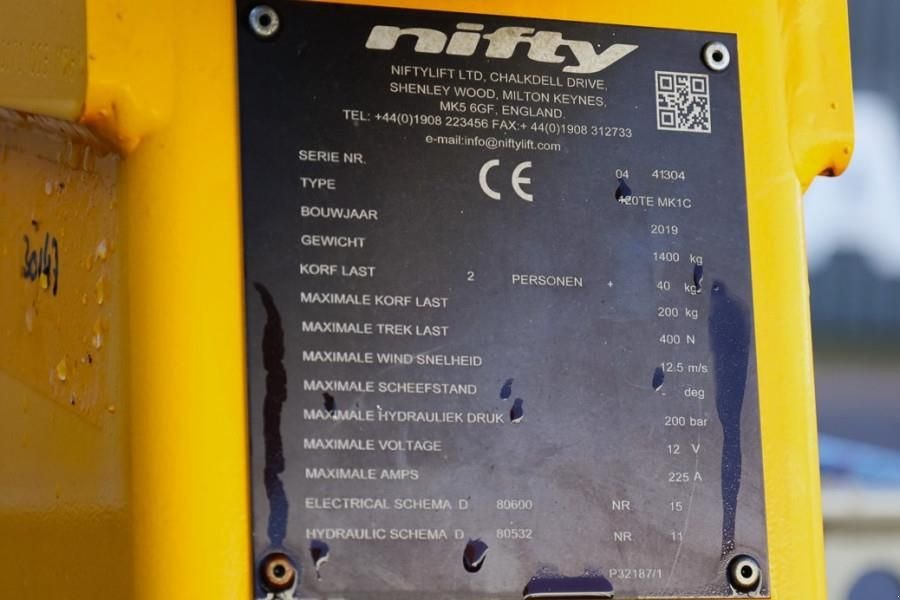 nifty
NIFTYLIFT LTD, CHALKDELL DRIVE,
SHENLEY WOOD, MILTON KEYNES,
MK5 6GF, ENGLAND.
TEL: +44(0)1908 223456 FAX:+ 44(0)1908 312733
e-mail:info@niftylift.com
CE
SERIE NR. 04 41304
TYPE 120TE MK1C
BOUWJAAR 2019
GEWICHT 1400 kg
KORF LAST 2 PERSONEN + 40 kg
MAXIMALE KORF LAST 200 kg
MAXIMALE TREK LAST 400 N
MAXIMALE WIND SNELHEID 12.5 m/s
MAXIMALE SCHEEFSTAND - deg
MAXIMALE HYDRAULIEK DRUK 200 bar
MAXIMALE VOLTAGE 12 V
MAXIMALE AMPS 225 A
ELECTRICAL SCHEMA D 80600 NR. 15
HYDRAULIC SCHEMA D 80532 NR. 11
P32187/1